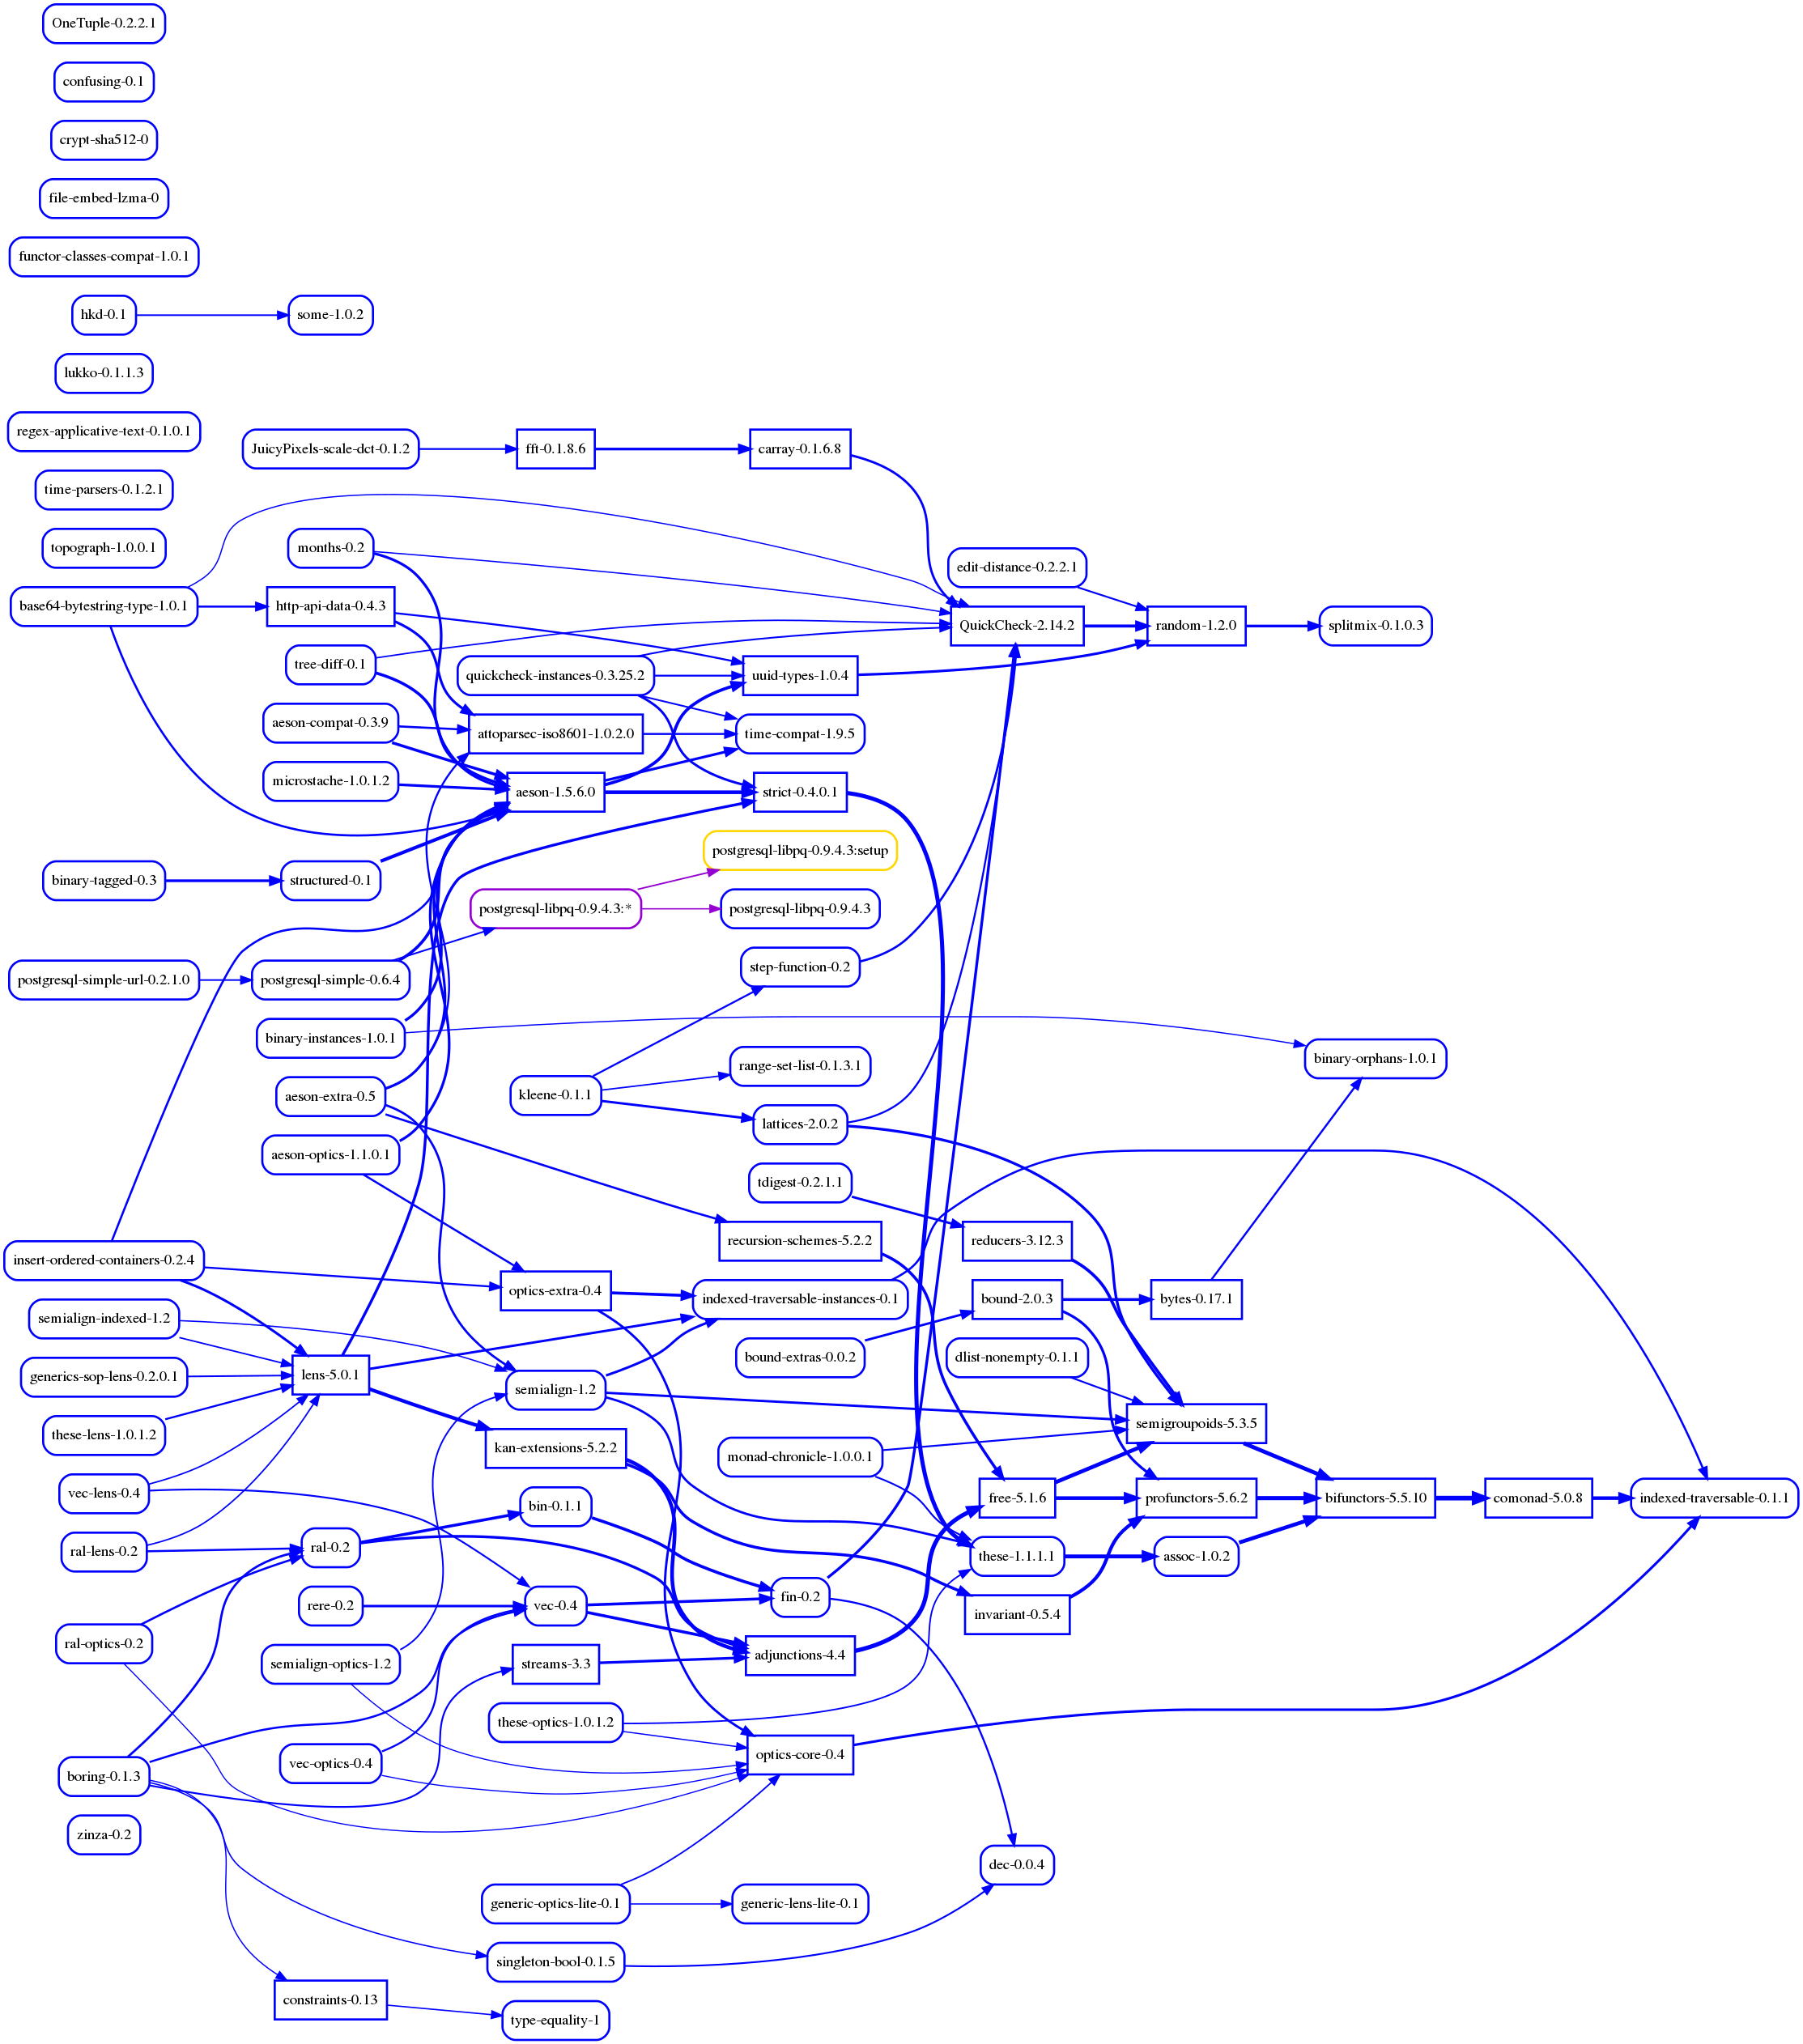 OneTuple-0.2.2.1
confusing-0.1
crypt-sha512-0
file-embed-lzma-0
functor-classes-compat-1.0.1
hkd-0.1
some-1.0.2
lukko-0.1.1.3
regex-applicative-text-0.1.0.1
JuicyPixels-scale-dct-0.1.2
fft-0.1.8.6
carray-0.1.6.8
time-parsers-0.1.2.1
topograph-1.0.0.1
months-0.2
edit-distance-0.2.2.1
base64-bytestring-type-1.0.1
http-api-data-0.4.3
QuickCheck-2.14.2
random-1.2.0
splitmix-0.1.0.3
tree-diff-0.1
quickcheck-instances-0.3.25.2
uuid-types-1.0.4
aeson-compat-0.3.9
attoparsec-iso8601-1.0.2.0
time-compat-1.9.5
microstache-1.0.1.2
aeson-1.5.6.0
strict-0.4.0.1
postgresql-libpq-0.9.4.3:setup
binary-tagged-0.3
structured-0.1
postgresql-libpq-0.9.4.3:*
postgresql-libpq-0.9.4.3
step-function-0.2
postgresql-simple-url-0.2.1.0
postgresql-simple-0.6.4
binary-instances-1.0.1
binary-orphans-1.0.1
range-set-list-0.1.3.1
aeson-extra-0.5
kleene-0.1.1
lattices-2.0.2
aeson-optics-1.1.0.1
tdigest-0.2.1.1
recursion-schemes-5.2.2
reducers-3.12.3
insert-ordered-containers-0.2.4
optics-extra-0.4
indexed-traversable-instances-0.1
bound-2.0.3
bytes-0.17.1
semialign-indexed-1.2
bound-extras-0.0.2
dlist-nonempty-0.1.1
generics-sop-lens-0.2.0.1
lens-5.0.1
semialign-1.2
semigroupoids-5.3.5
these-lens-1.0.1.2
kan-extensions-5.2.2
monad-chronicle-1.0.0.1
vec-lens-0.4
bin-0.1.1
free-5.1.6
profunctors-5.6.2
bifunctors-5.5.10
comonad-5.0.8
indexed-traversable-0.1.1
ral-lens-0.2
ral-0.2
these-1.1.1.1
assoc-1.0.2
rere-0.2
vec-0.4
fin-0.2
invariant-0.5.4
ral-optics-0.2
semialign-optics-1.2
streams-3.3
adjunctions-4.4
these-optics-1.0.1.2
boring-0.1.3
vec-optics-0.4
optics-core-0.4
zinza-0.2
dec-0.0.4
generic-optics-lite-0.1
generic-lens-lite-0.1
singleton-bool-0.1.5
constraints-0.13
type-equality-1